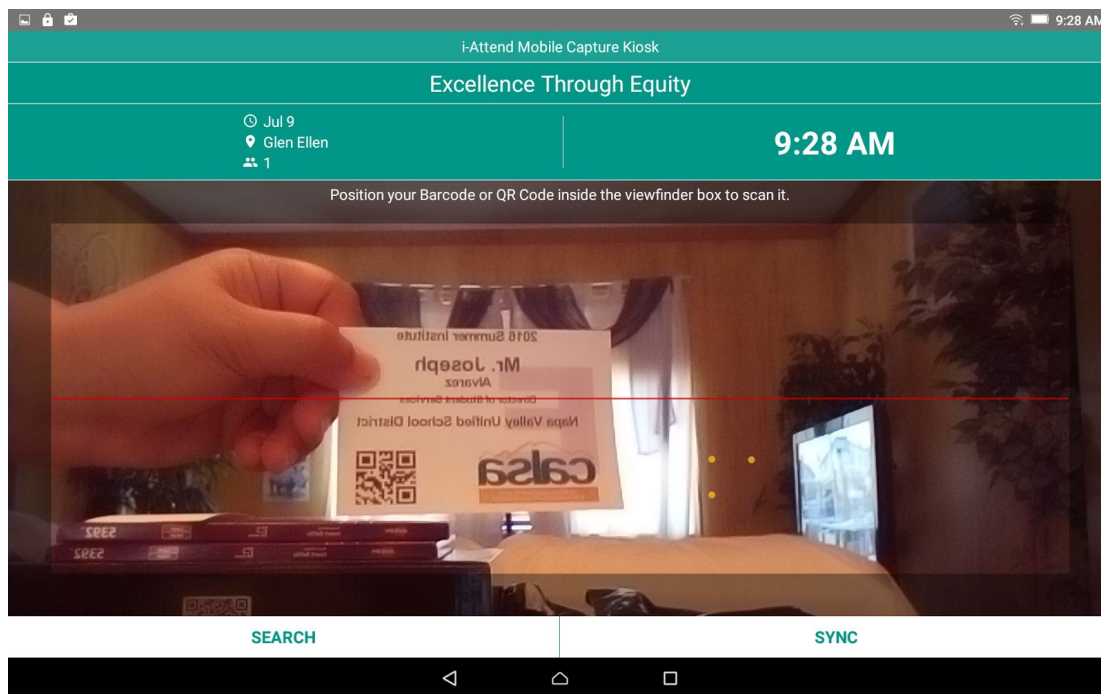 9:28 AM
i-Attend Mobile Capture Kiosk
Excellence Through Equity
Jul 9
Glen Ellen
1
9:28 AM
Position your Barcode or QR Code inside the viewfinder box to scan it.
2016 Summer Institute
Mr. Joseph
Alvarez
Director of Student Services
Napa Valley Unified School District
calsa
5392
5392
SEARCH
SYNC